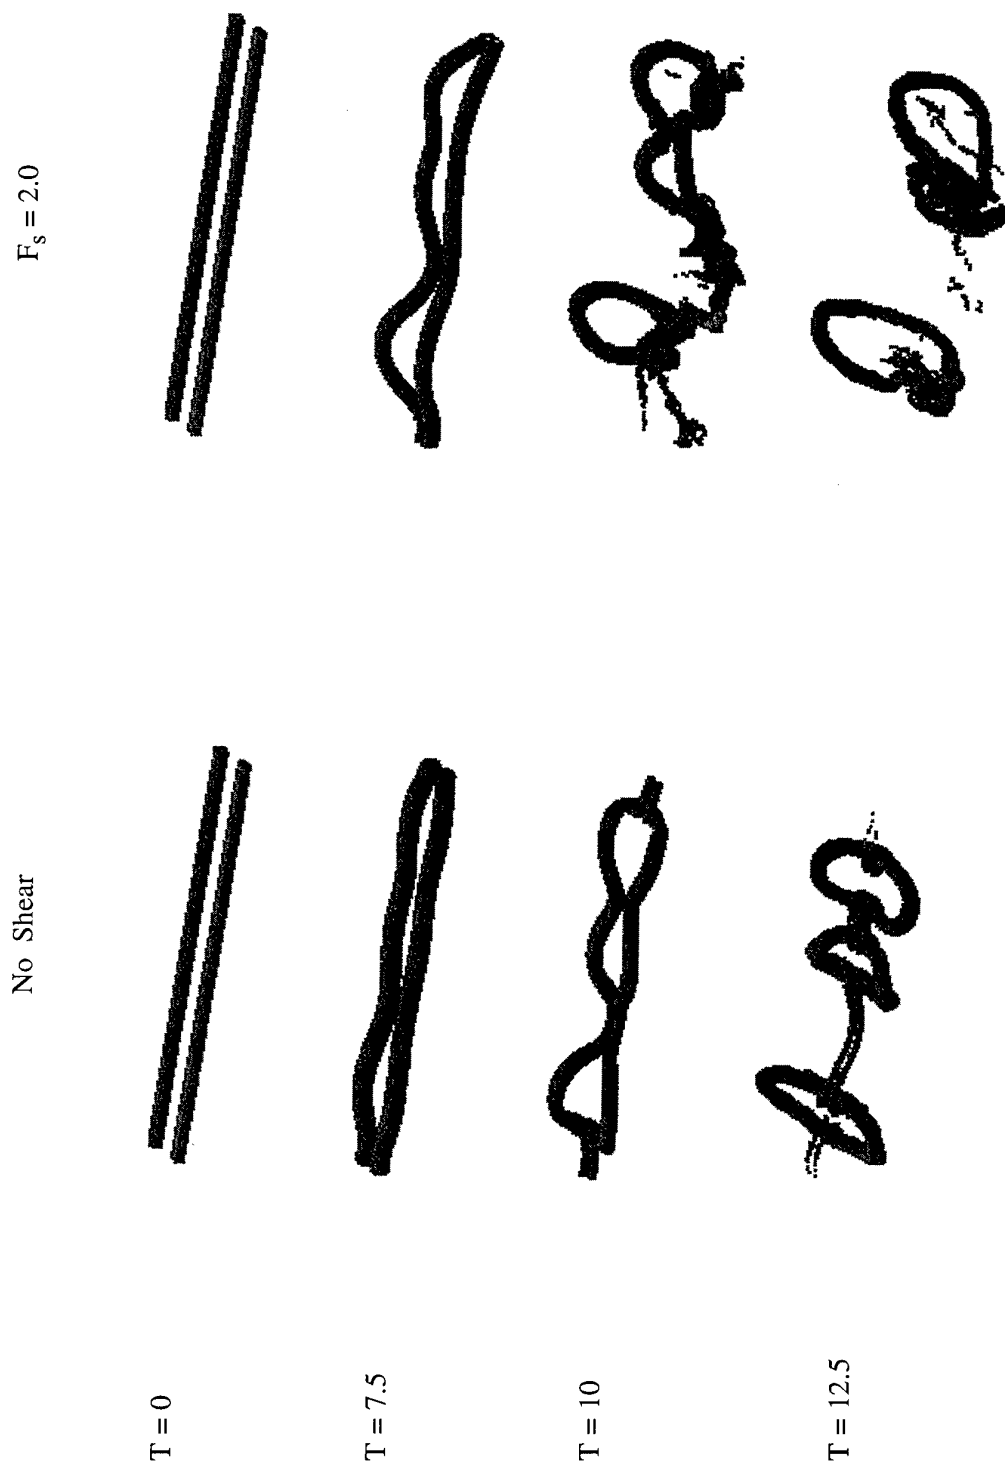 No Shear
F_s = 2.0
T = 0
T = 7.5
T = 10
T = 12.5